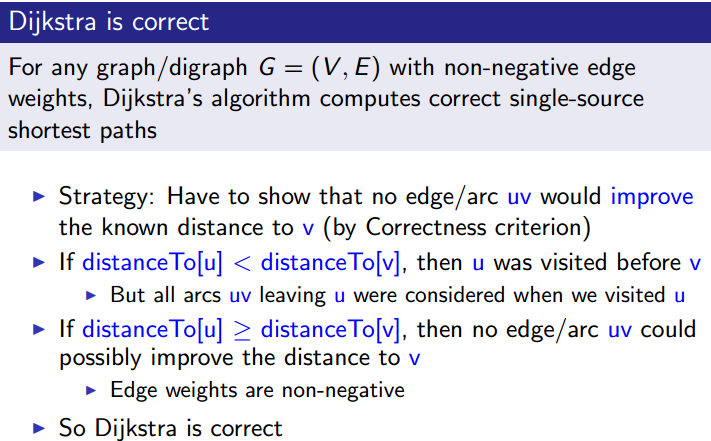 Dijkstra is correct
For any graph/digraph G = (V, E) with non-negative edge
weights, Dijkstra's algorithm computes correct single-source
shortest paths
▶ Strategy: Have to show that no edge/arc uv would improve
the known distance to v (by Correctness criterion)
▶ If distanceTo[u] < distanceTo[v], then u was visited before v
▶ But all arcs uv leaving u were considered when we visited u
▶ If distanceTo[u] ≥ distanceTo[v], then no edge/arc uv could
possibly improve the distance to v
▶ Edge weights are non-negative
▶ So Dijkstra is correct